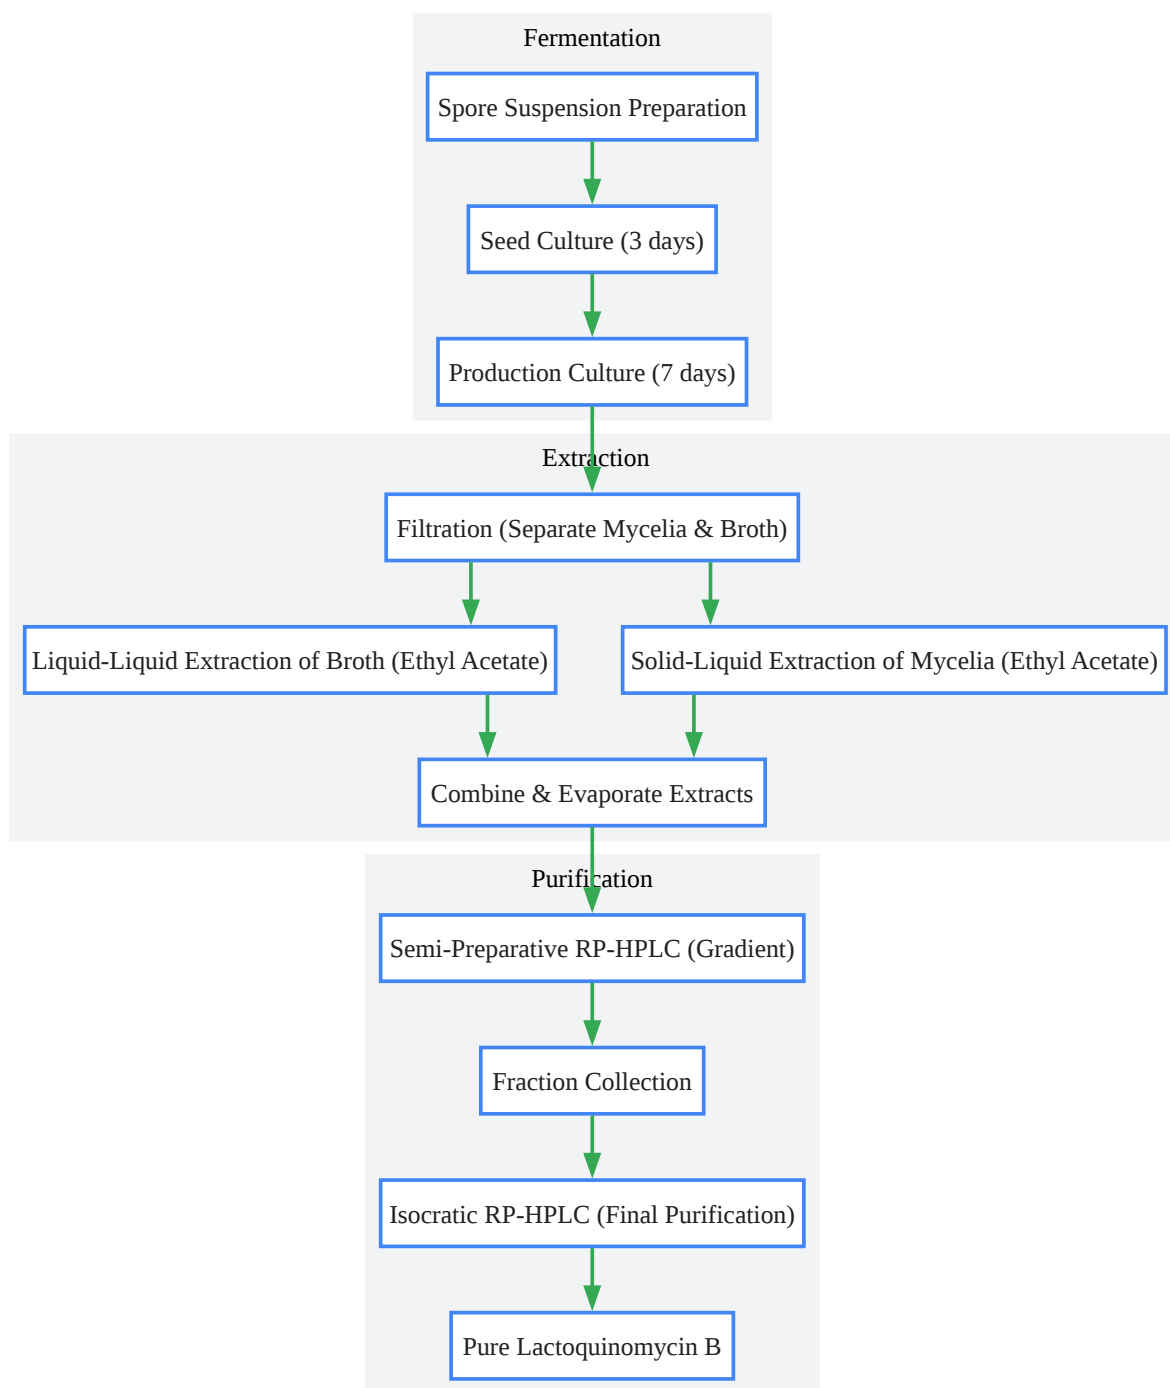 Fermentation
Spore Suspension Preparation
Seed Culture (3 days)
Production Culture (7 days)
Extraction
Filtration (Separate Mycelia & Broth)
Liquid-Liquid Extraction of Broth (Ethyl Acetate)
Solid-Liquid Extraction of Mycelia (Ethyl Acetate)
Combine & Evaporate Extracts
Purification
Semi-Preparative RP-HPLC (Gradient)
Fraction Collection
Isocratic RP-HPLC (Final Purification)
Pure Lactoquinomycin B